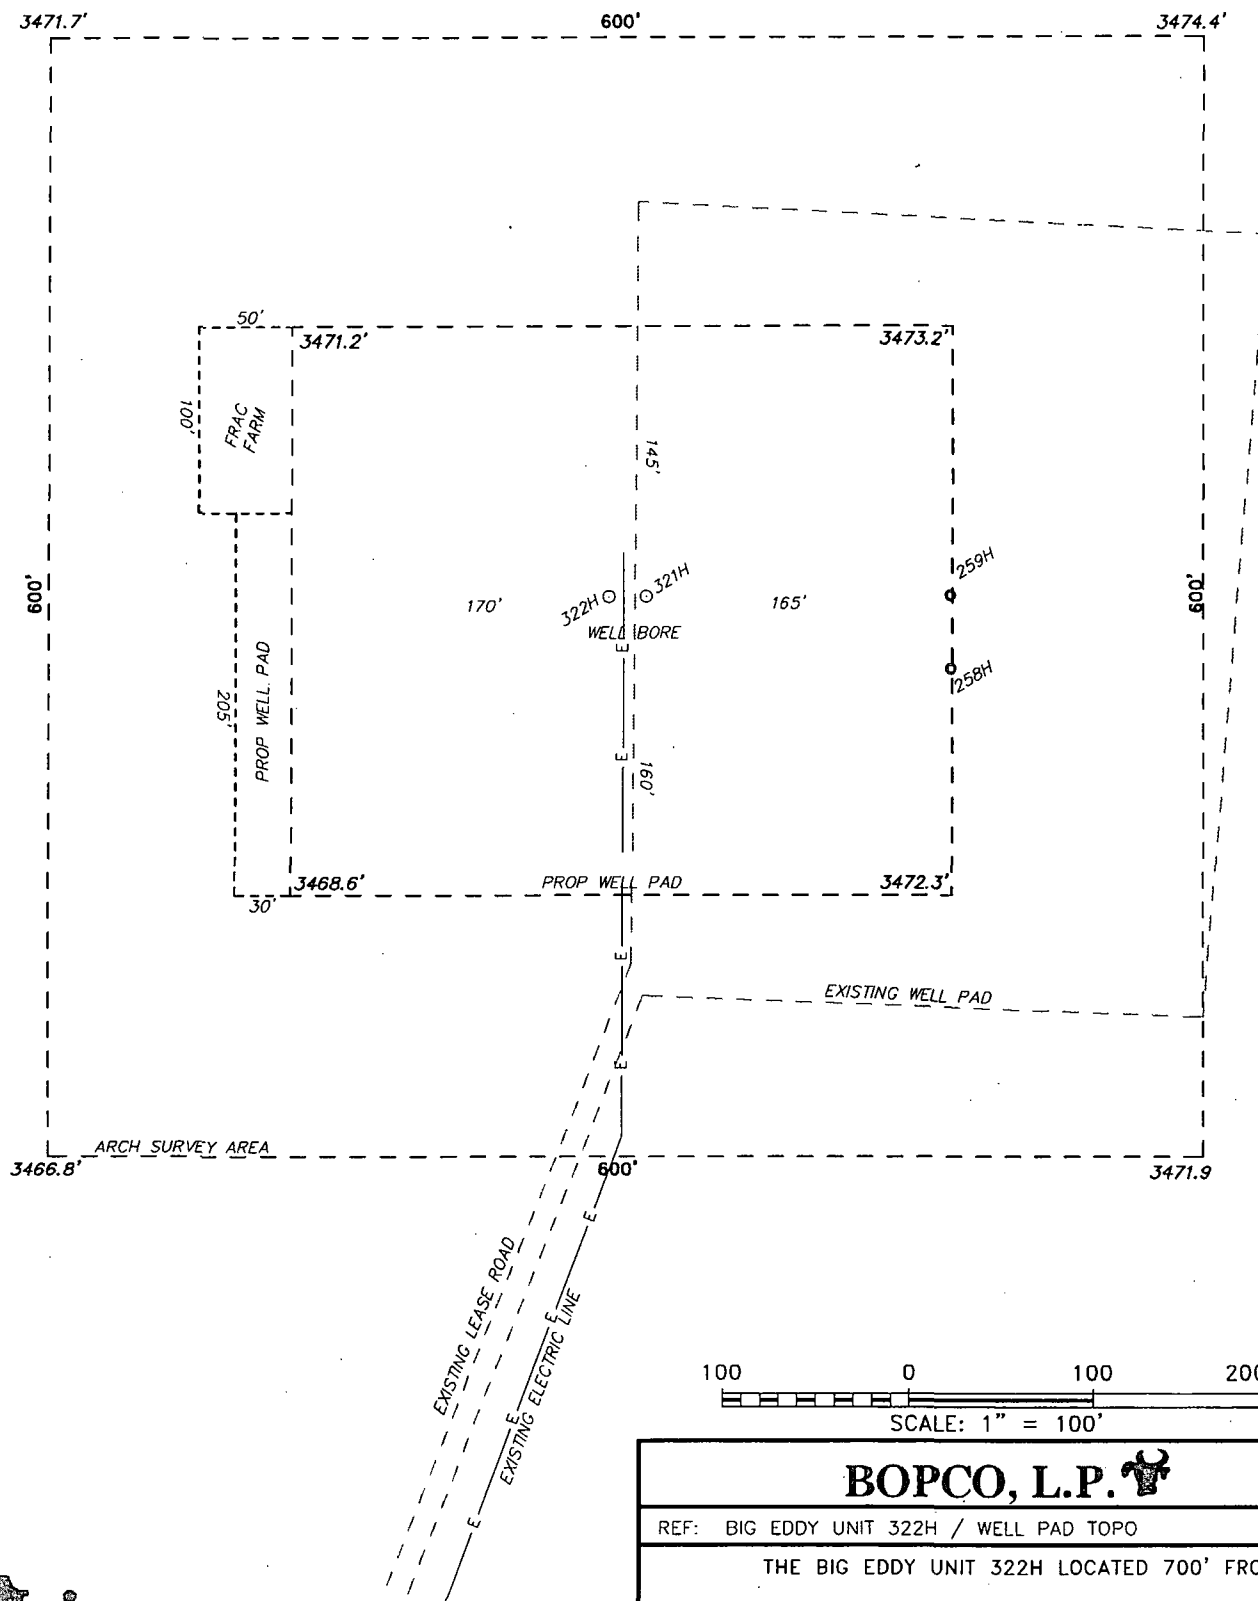 3471.7'
600'
3474.4'
50'
3471.2'
3473.2'
100'
FRAC
FARM
145'
259H
600'
170'
322H
321H
165'
600'
WELL BORE
E
258H
205'
PROP WELL PAD
E
160'
3468.6'
PROP WELL PAD
3472.3'
30'
E
EXISTING WELL PAD
E
ARCH SURVEY AREA
3466.8'
600'
3471.9
E
EXISTING LEASE ROAD
E
EXISTING ELECTRIC LINE
E
E
100 0 100 200
SCALE: 1" = 100'
BOPCO, L.P.
REF: BIG EDDY UNIT 322H / WELL PAD TOPO
THE BIG EDDY UNIT 322H LOCATED 700' FRO